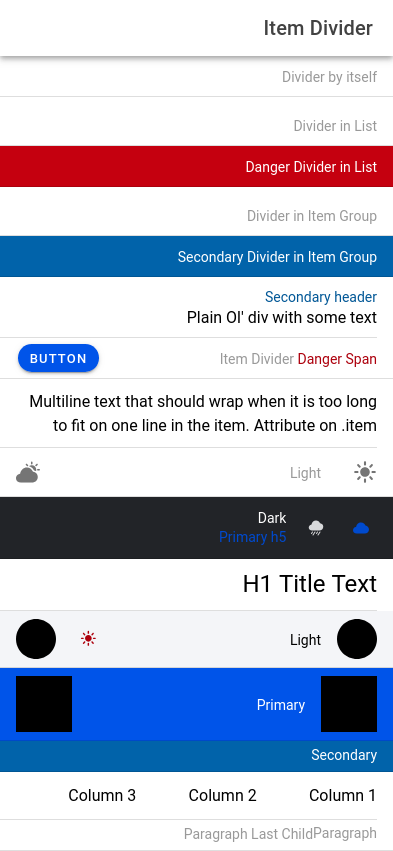 Item Divider
Divider by itself
Divider in List
Danger Divider in List
Divider in Item Group
Secondary Divider in Item Group
Secondary header
Plain Ol' div with some text
Item Divider Danger Span
BUTTON
Multiline text that should wrap when it is too long
to fit on one line in the item. Attribute on .item
Light
Dark
Primary h5
H1 Title Text
Light
Primary
Secondary
Column 1 Column 2 Column 3
Paragraph Paragraph Last Child